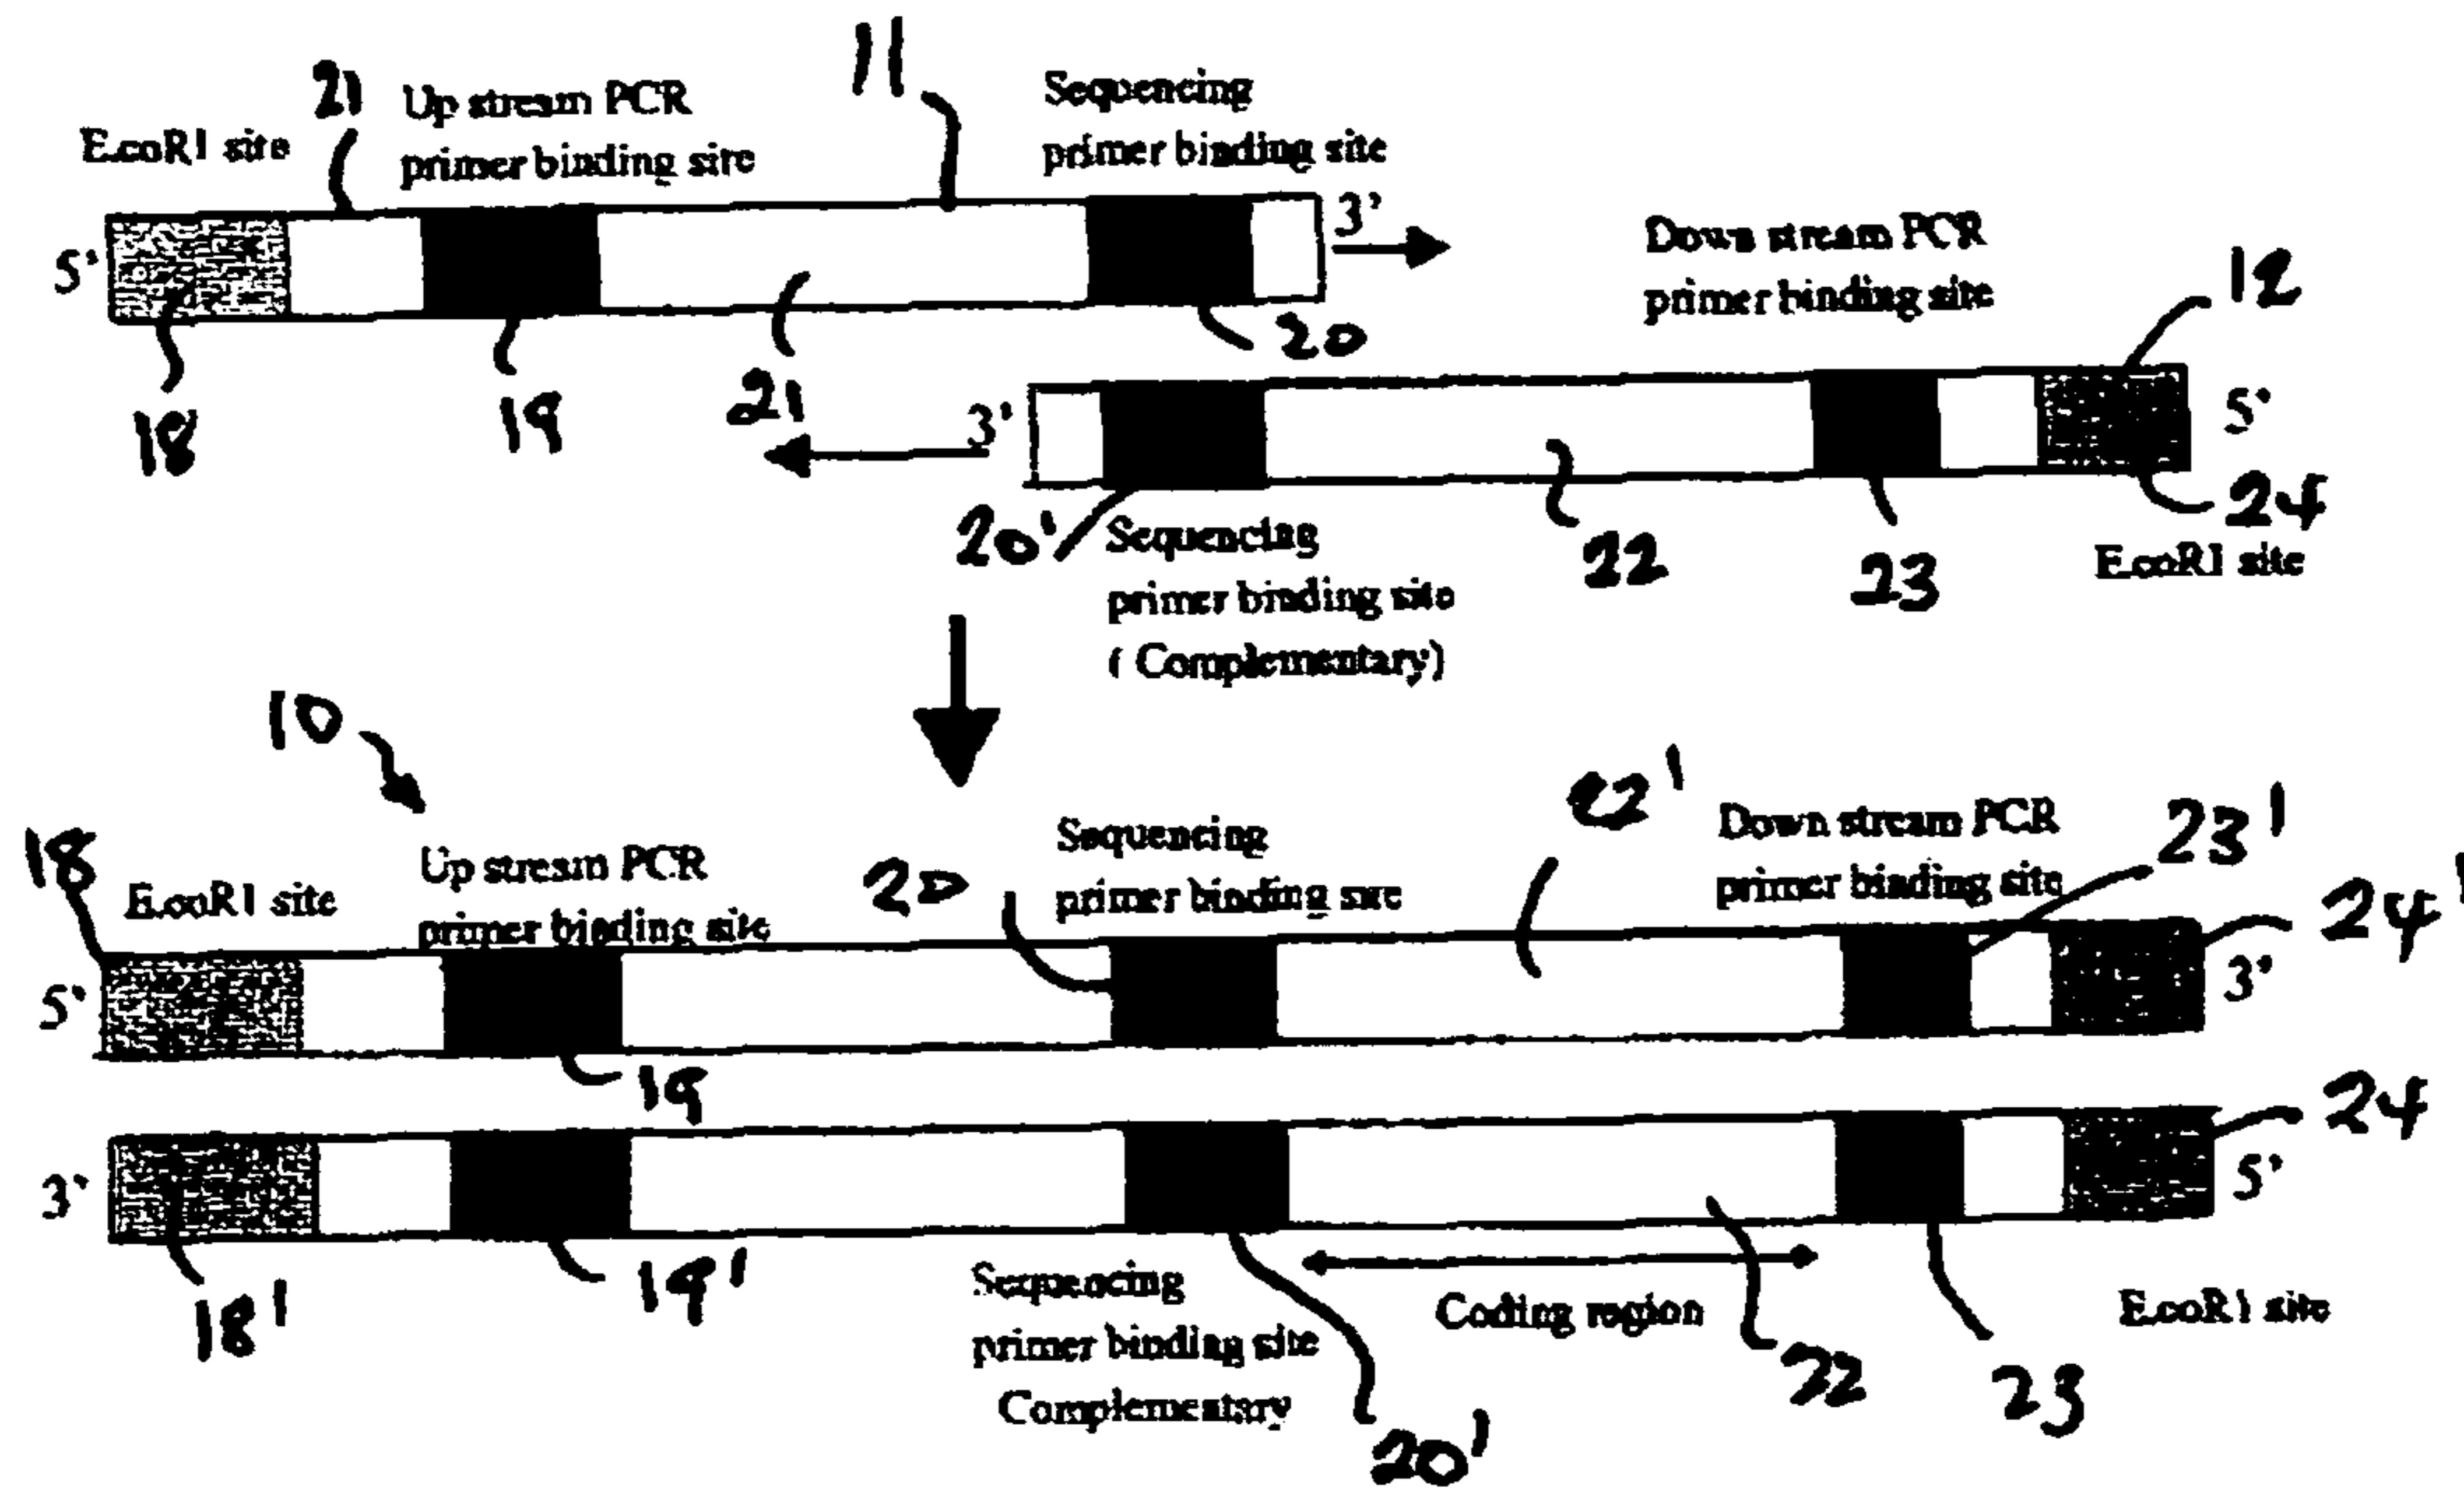 11
21
Up stream PCR
primer binding site
Sequencing
primer binding site
EcoR1 site
5'
3'
Down stream PCR
primer binding site
12
18
19
21
20
3'
5'
20'
Sequencing
primer binding site
( Complementary)
22
23
24
EcoR1 site
10
18
EcoR1 site
Up stream PCR
primer binding site
20
Sequencing
primer binding site
Down stream PCR
primer binding site
23'
24'
5'
3'
19
24
3'
5'
18'
19'
Sequencing
primer binding site
Complementary
20'
Coding region
22
23
EcoR1 site